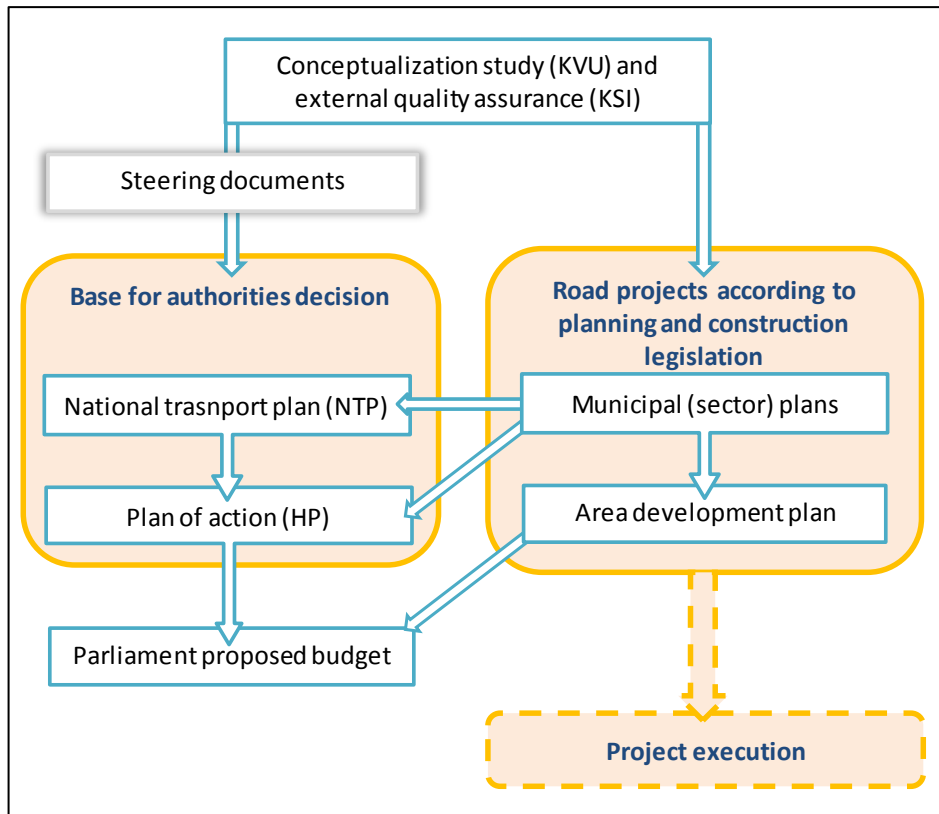 Conceptualization study (KVU) and
external quality assurance (KSI)
Steering documents
Base for authorities decision
National trasnport plan (NTP)
Plan of action (HP)
Parliament proposed budget
Road projects according to
planning and construction
legislation
Municipal (sector) plans
Area development plan
Project execution